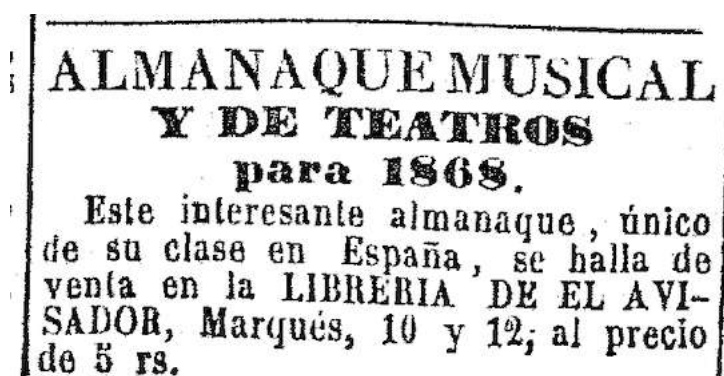 ALMANAQUE MUSICAL
Y DE TEATROS
para 1868.
Este interesante almanaque, único
de su clase en España, se halla de
venta en la LIBRERIA DE EL AVI-
SADOR, Marqués, 10 y 12, al precio
de 5 rs.